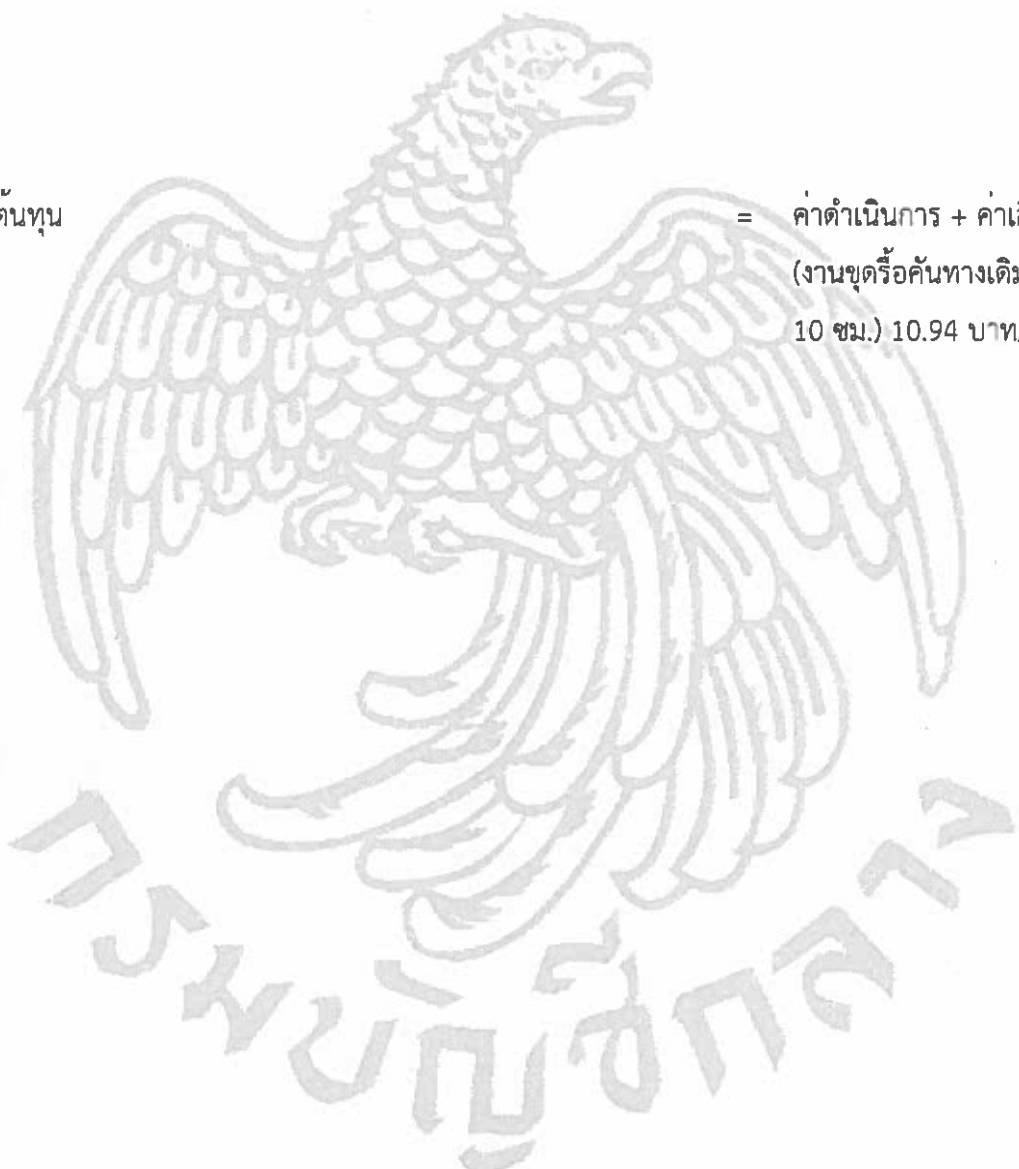 ต้นทุน = ค่าดำเนินการ + 
(งานขุดรื้อคันทางเดิม
10 ซม.) 10.94 บาท/
กรมบัญชีกลาง